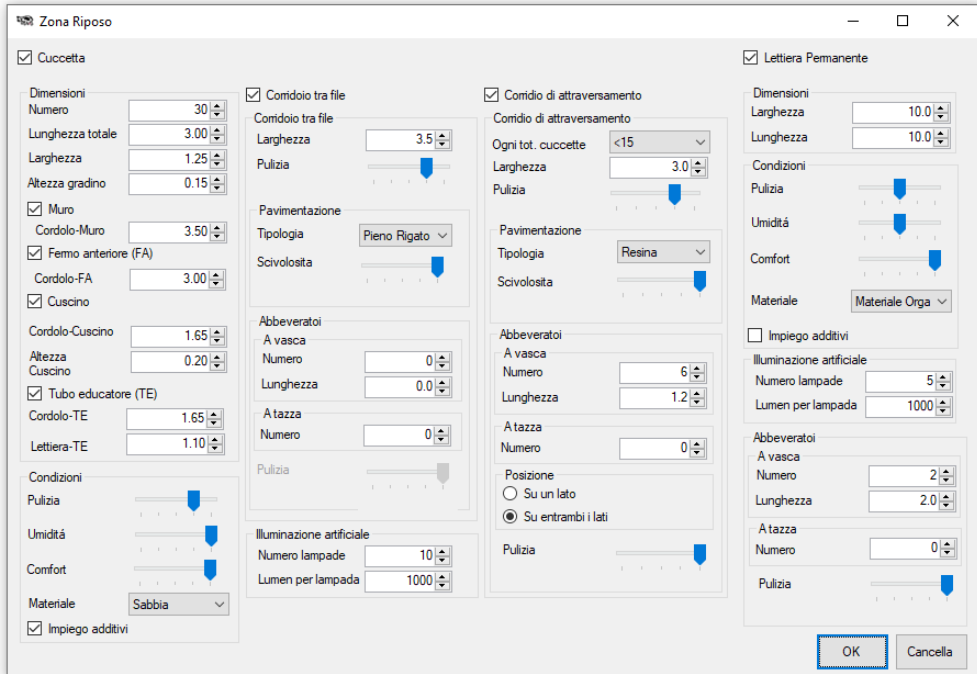 Zona Riposo
Cuccetta
Dimensioni
Numero 30
Lunghezza totale 3.00
Larghezza 1.25
Altezza gradino 0.15
Muro
Cordolo-Muro 3.50
Fermo anteriore (FA)
Cordolo-FA 3.00
Cuscino
Cordolo-Cuscino 1.65
Altezza
Cuscino 0.20
Tubo educatore (TE)
Cordolo-TE 1.65
Lettiera-TE 1.10
Condizioni
Pulizia
Umiditá
Comfort
Materiale Sabbia
Impiego additivi
Corridoio tra file
Corridoio tra file
Larghezza 3.5
Pulizia
Pavimentazione
Tipologia Pieno Rigato
Scivolosita
Abbeveratoi
A vasca
Numero 0
Lunghezza 0.0
A tazza
Numero 0
Pulizia
Illuminazione artificiale
Numero lampade 10
Lumen per lampada 1000
Corridio di attraversamento
Corridio di attraversamento
Ogni tot. cuccette <15
Larghezza 3.0
Pulizia
Pavimentazione
Tipologia Resina
Scivolosita
Abbeveratoi
A vasca
Numero 6
Lunghezza 1.2
A tazza
Numero 0
Posizione
Su un lato
Su entrambi i lati
Pulizia
Lettiera Permanente
Dimensioni
Larghezza 10.0
Lunghezza 10.0
Condizioni
Pulizia
Umiditá
Comfort
Materiale Materiale Orga
Impiego additivi
Illuminazione artificiale
Numero lampade 5
Lumen per lampada 1000
Abbeveratoi
A vasca
Numero 2
Lunghezza 2.0
A tazza
Numero 0
Pulizia
OK
Cancella